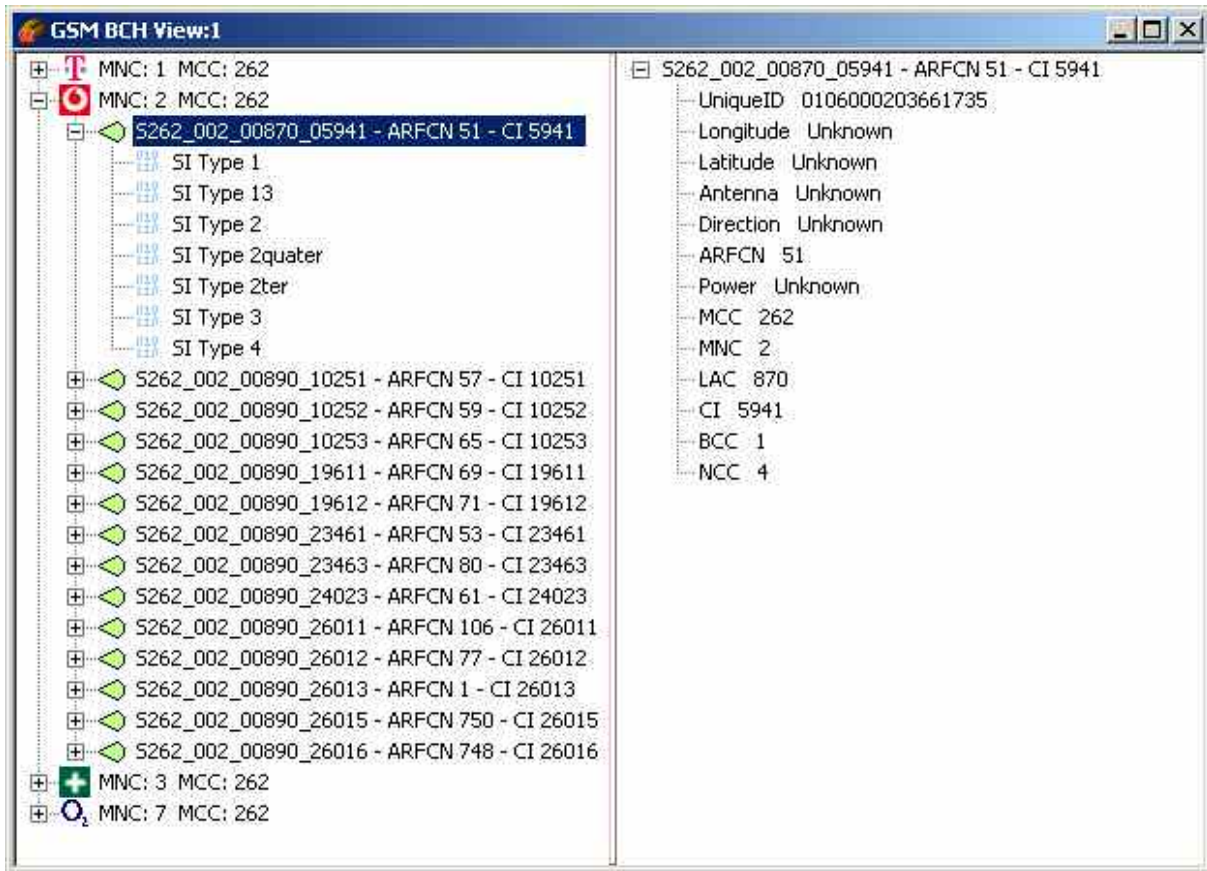 GSM BCH View:1
MNC: 1 MCC: 262
MNC: 2 MCC: 262
S262_002_00870_05941 - ARFCN 51 - CI 5941
SI Type 1
SI Type 13
SI Type 2
SI Type 2quater
SI Type 2ter
SI Type 3
SI Type 4
S262_002_00890_10251 - ARFCN 57 - CI 10251
S262_002_00890_10252 - ARFCN 59 - CI 10252
S262_002_00890_10253 - ARFCN 65 - CI 10253
S262_002_00890_19611 - ARFCN 69 - CI 19611
S262_002_00890_19612 - ARFCN 71 - CI 19612
S262_002_00890_23461 - ARFCN 53 - CI 23461
S262_002_00890_23463 - ARFCN 80 - CI 23463
S262_002_00890_24023 - ARFCN 61 - CI 24023
S262_002_00890_26011 - ARFCN 106 - CI 26011
S262_002_00890_26012 - ARFCN 77 - CI 26012
S262_002_00890_26013 - ARFCN 1 - CI 26013
S262_002_00890_26015 - ARFCN 750 - CI 26015
S262_002_00890_26016 - ARFCN 748 - CI 26016
MNC: 3 MCC: 262
O2 MNC: 7 MCC: 262
S262_002_00870_05941 - ARFCN 51 - CI 5941
UniqueID 0106000203661735
Longitude Unknown
Latitude Unknown
Antenna Unknown
Direction Unknown
ARFCN 51
Power Unknown
MCC 262
MNC 2
LAC 870
CI 5941
BCC 1
NCC 4